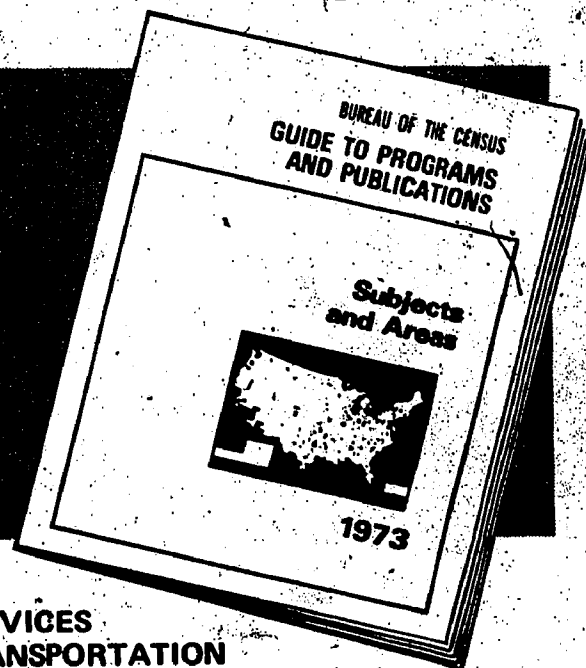 BUREAU OF THE CENSUS
GUIDE TO PROGRAMS
AND PUBLICATIONS
Subjects
and Areas
1973
VICES
ANSPORTATION